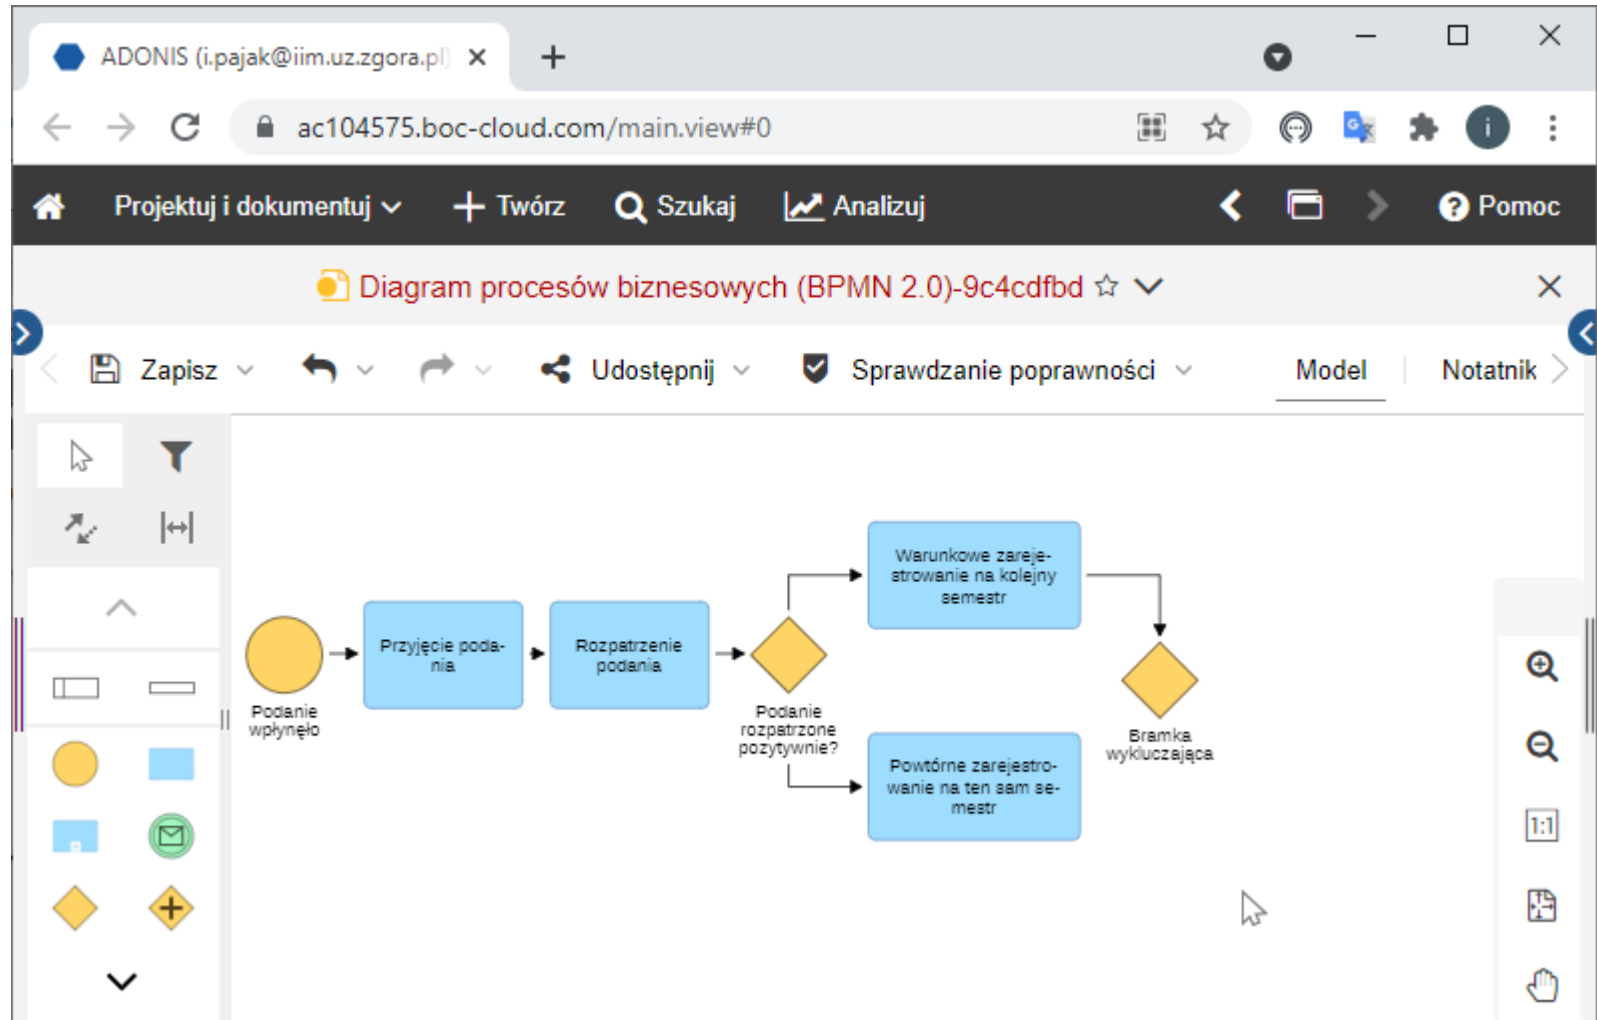 ADONIS (i.pajak@iim.uz.zgora.pl)
ac104575.boc-cloud.com/main.view#0
i
Projektuj i dokumentuj
Twórz
Szukaj
Analizuj
Pomoc
Diagram procesów biznesowych (BPMN 2.0)-9c4cdfbd
Zapisz
Udostępnij
Sprawdzanie poprawności
Model
Notatnik
Podanie
wpłynęło
Przyjęcie poda-
nia
Rozpatrzenie
podania
Podanie
rozpatrzone
pozytywnie?
Warunkowe zareje-
strowanie na kolejny
semestr
Powtórne zarejestro-
wanie na ten sam se-
mestr
Bramka
wykluczająca
1:1